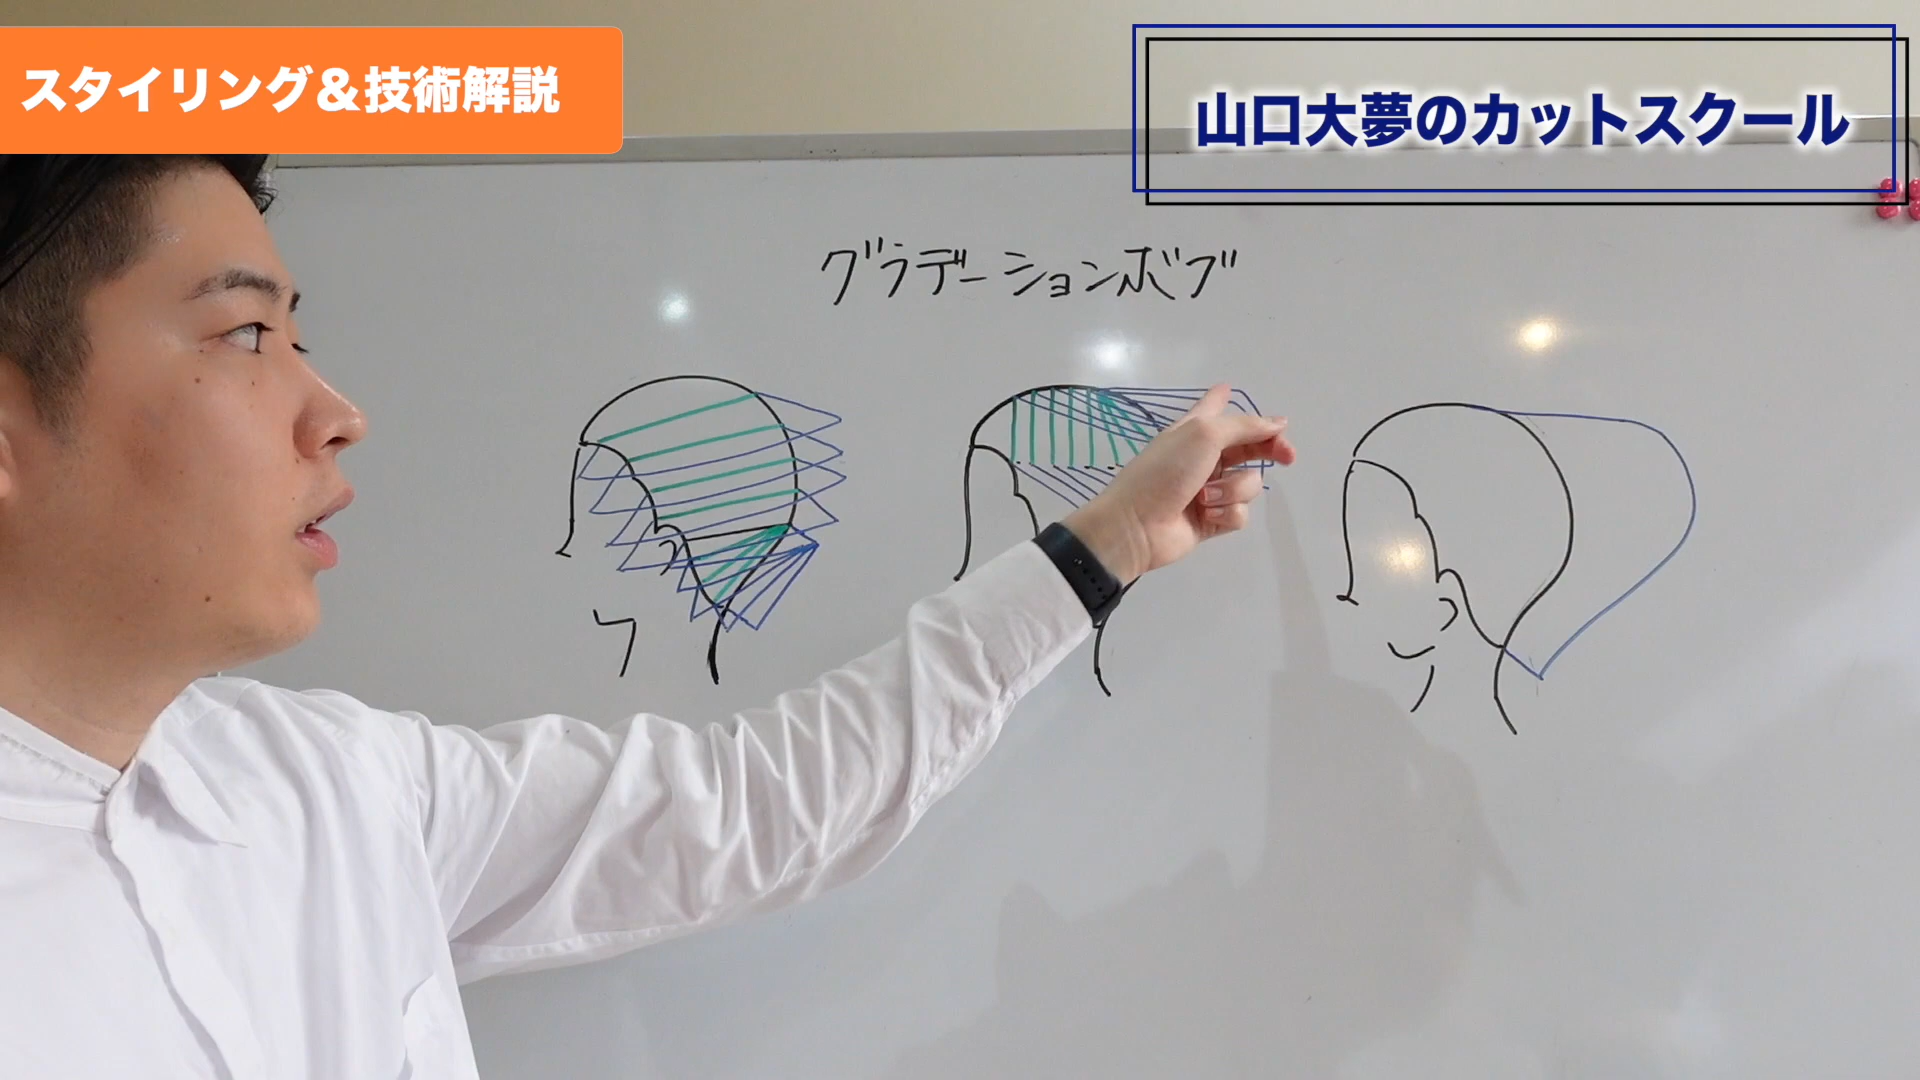 スタイリング&技術解説
山口大夢のカットスクール
グラデーションボブ